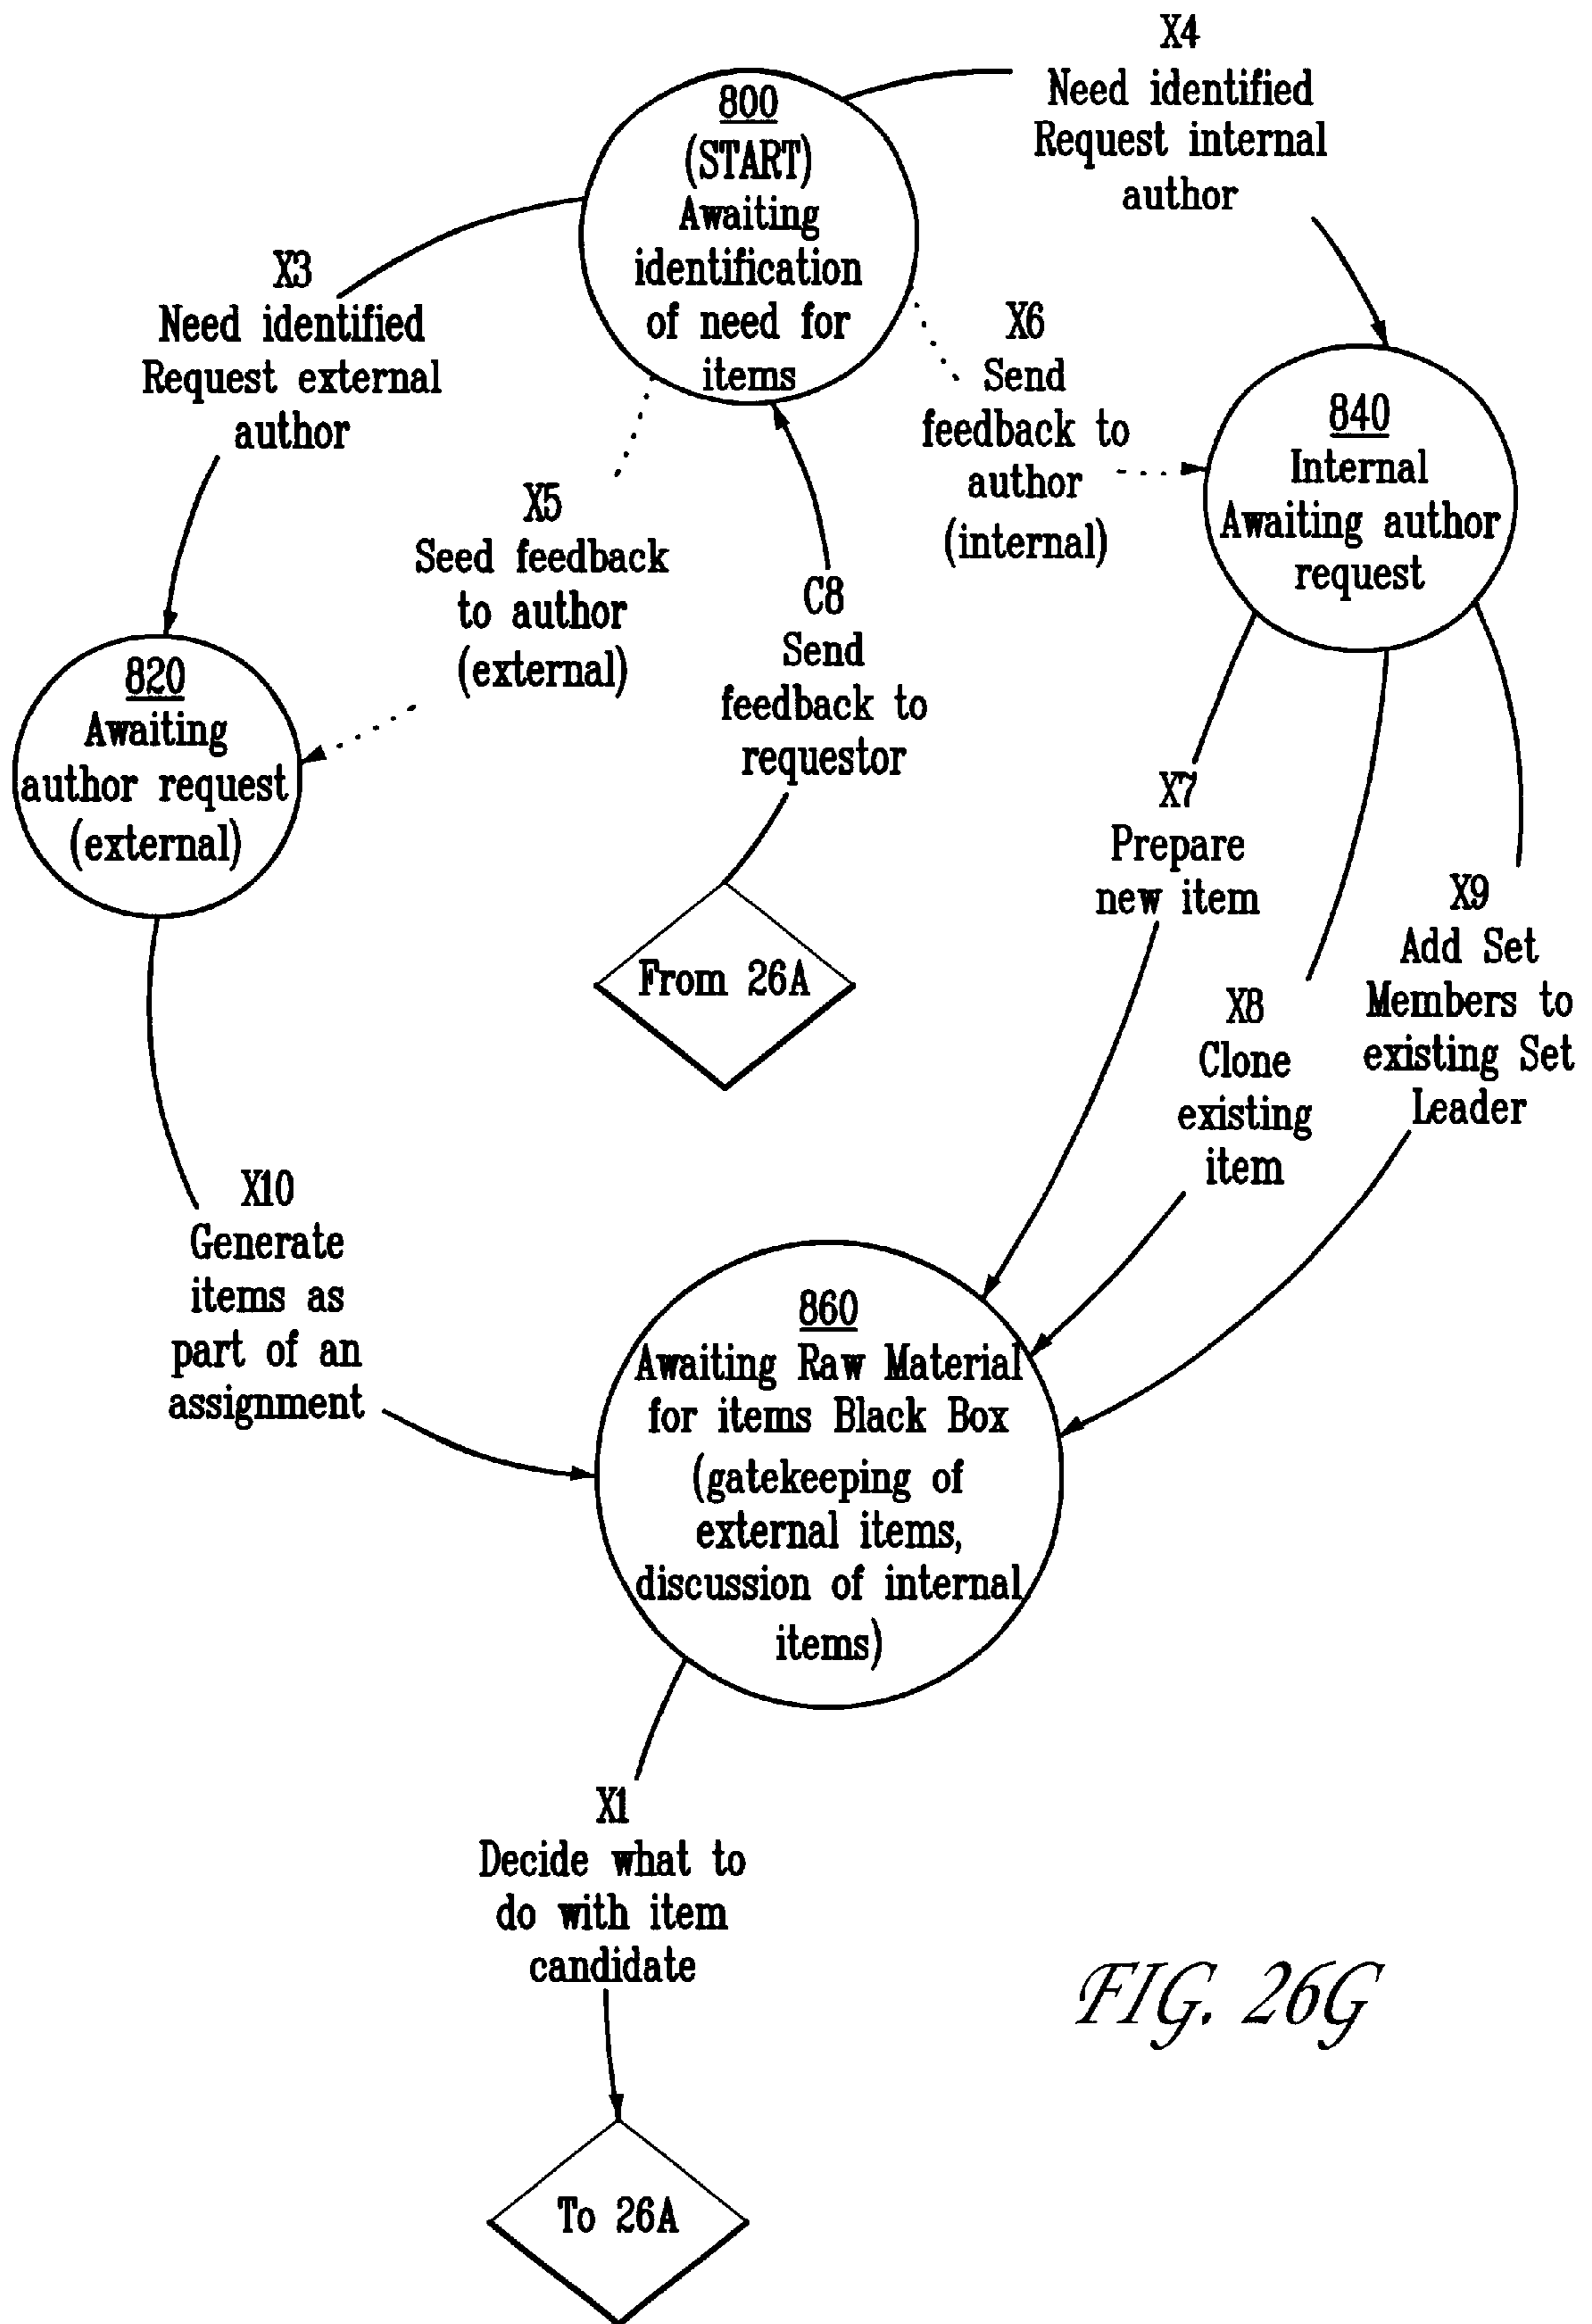 X4
Need identified
Request internal
author
800
(START)
Awaiting
identification
of need for
items
X3
Need identified
Request external
author
X6
Send
feedback to
author
(internal)
840
Internal
Awaiting author
request
X5
Seed feedback
to author
(external)
C8
Send
feedback to
requestor
820
Awaiting
author request
(external)
X7
Prepare
new item
From 26A
X9
Add Set
Members to
existing Set
Leader
X8
Clone
existing
item
X10
Generate
items as
part of an
assignment
860
Awaiting Raw Material
for items Black Box
(gatekeeping of
external items,
discussion of internal
items)
X1
Decide what to
do with item
candidate
FIG. 26G
To 26A